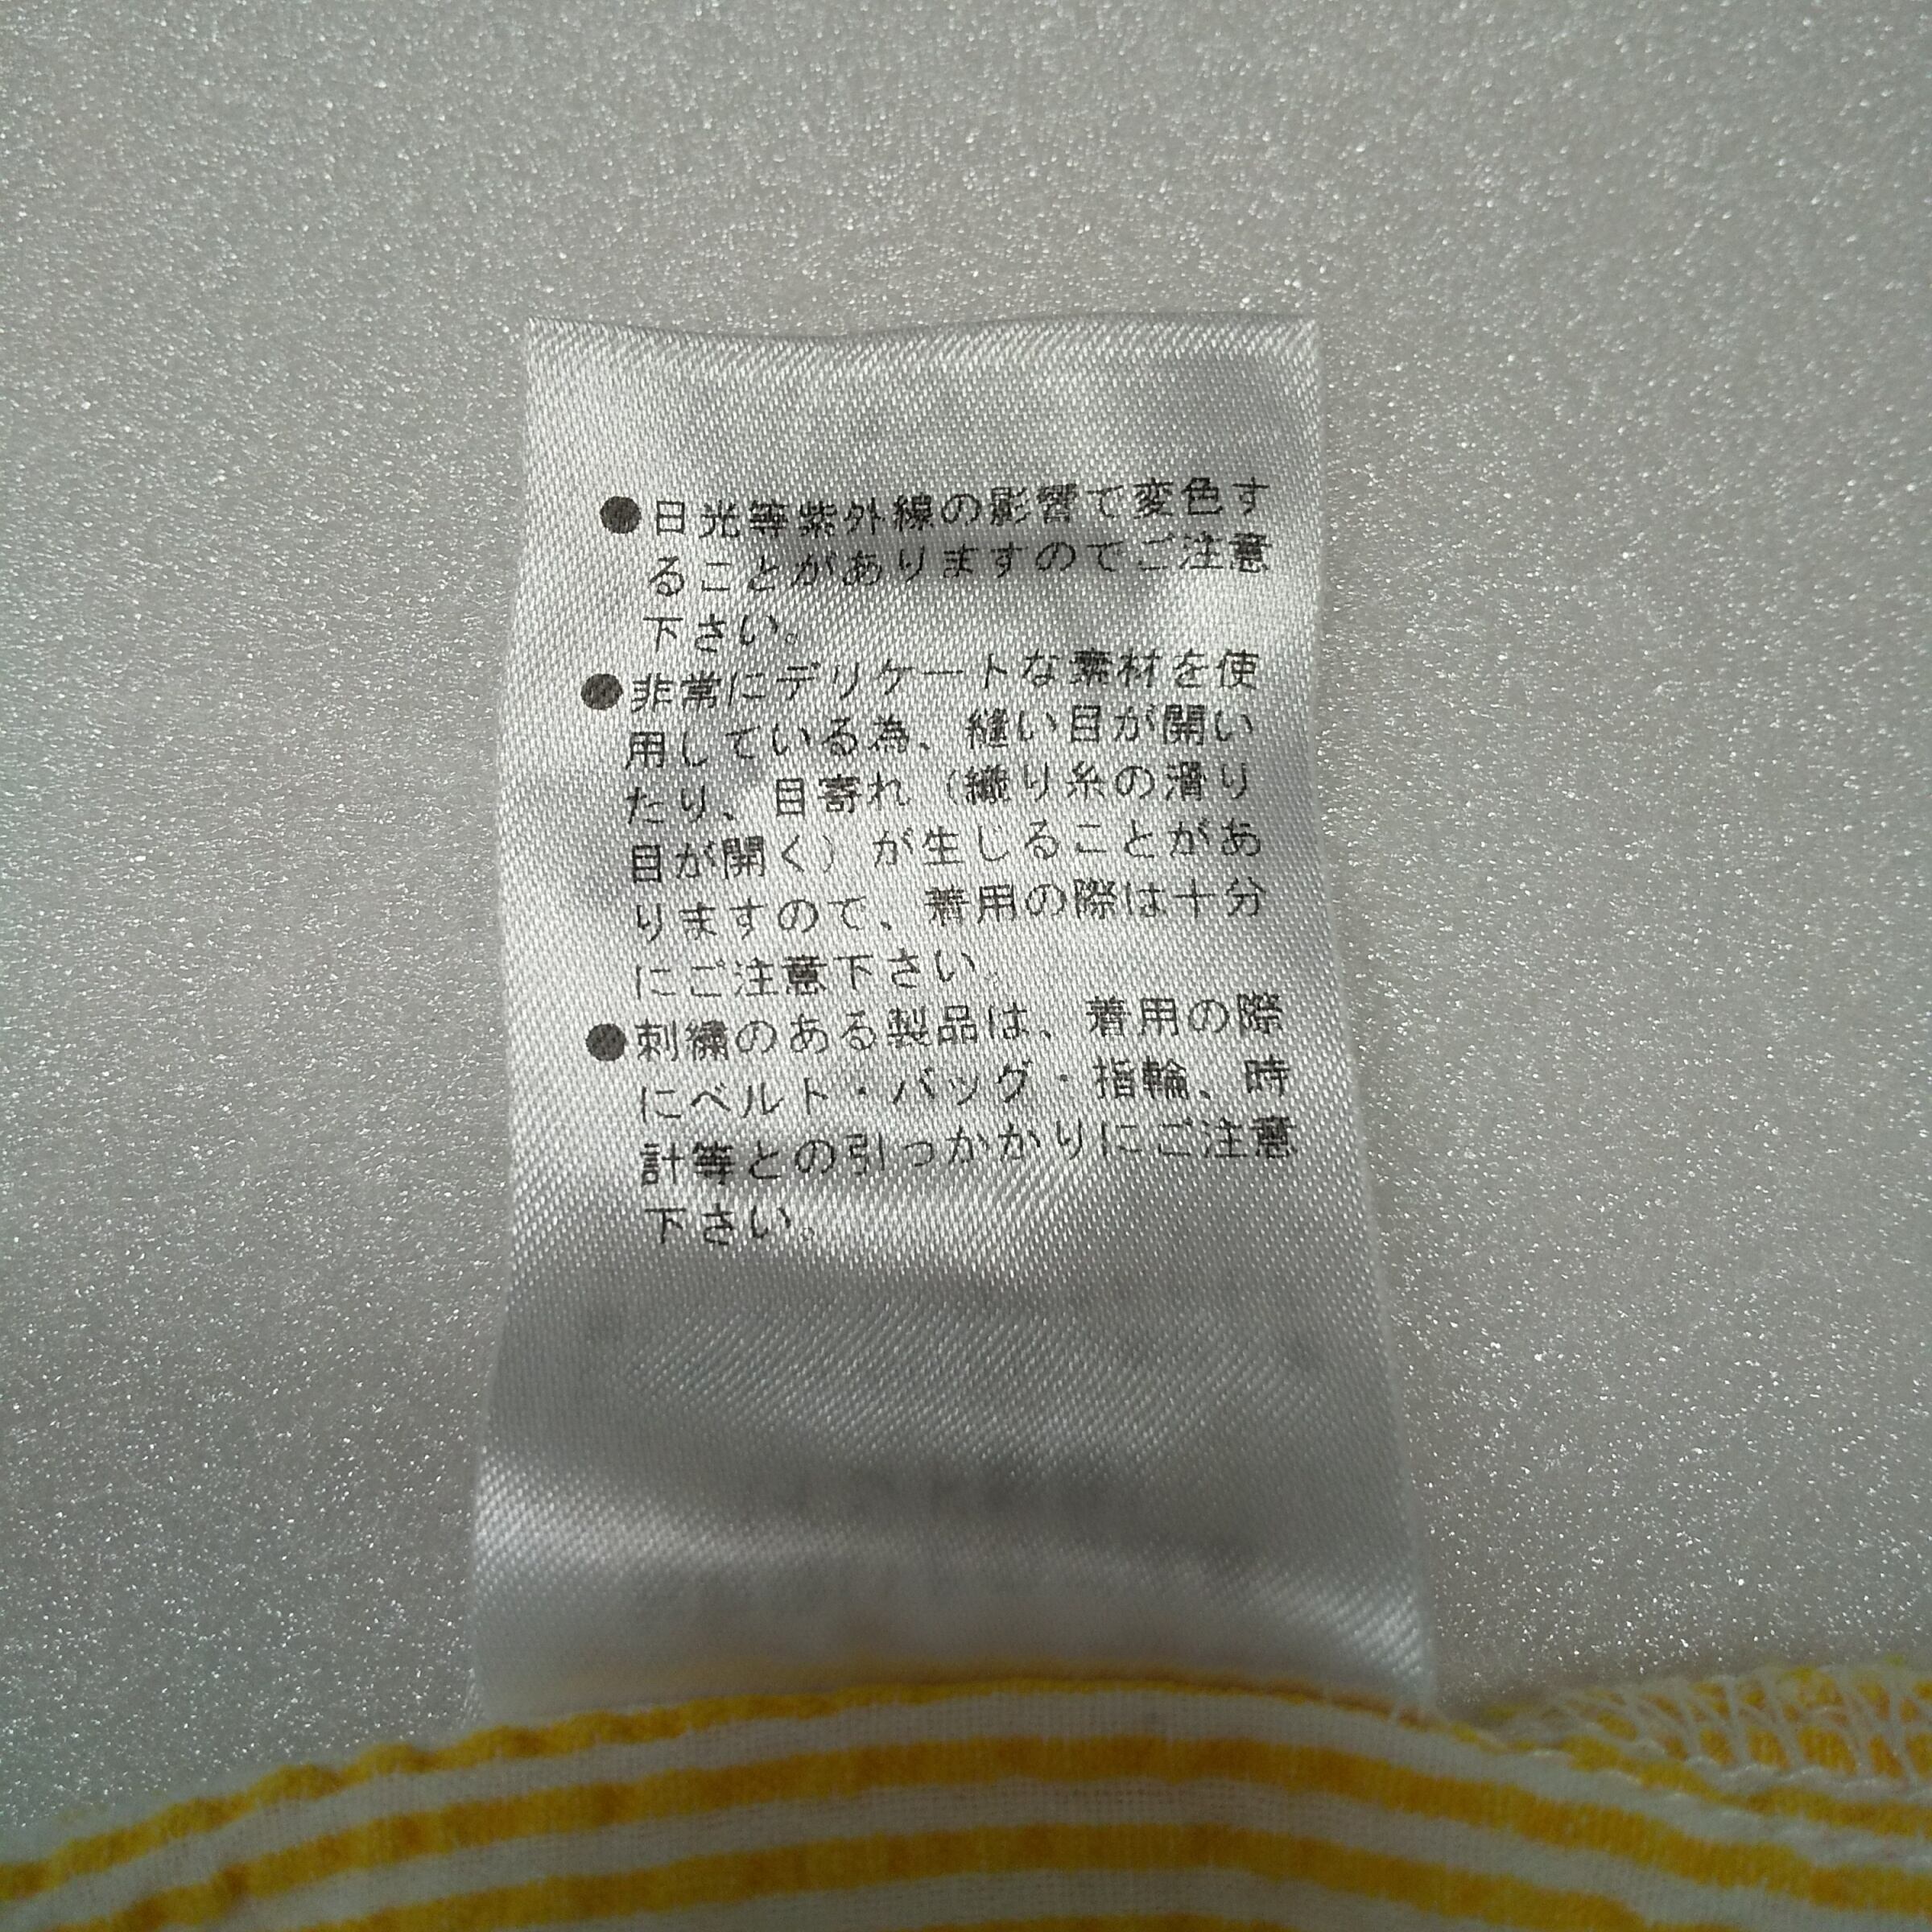 ●日光等紫外線の影響で変色す
ることがありますのでご注意
下さい。
●非常にデリケートな素材を使
用している為、縫い目が開い
たり、目寄れ（織り糸の滑り
目が開く）が生じることがあ
りますので、着用の際は十分
にご注意下さい。
●刺繍のある製品は、着用の際
にベルト・バッグ・指輪、時
計等との引っかかりにご注意
下さい。